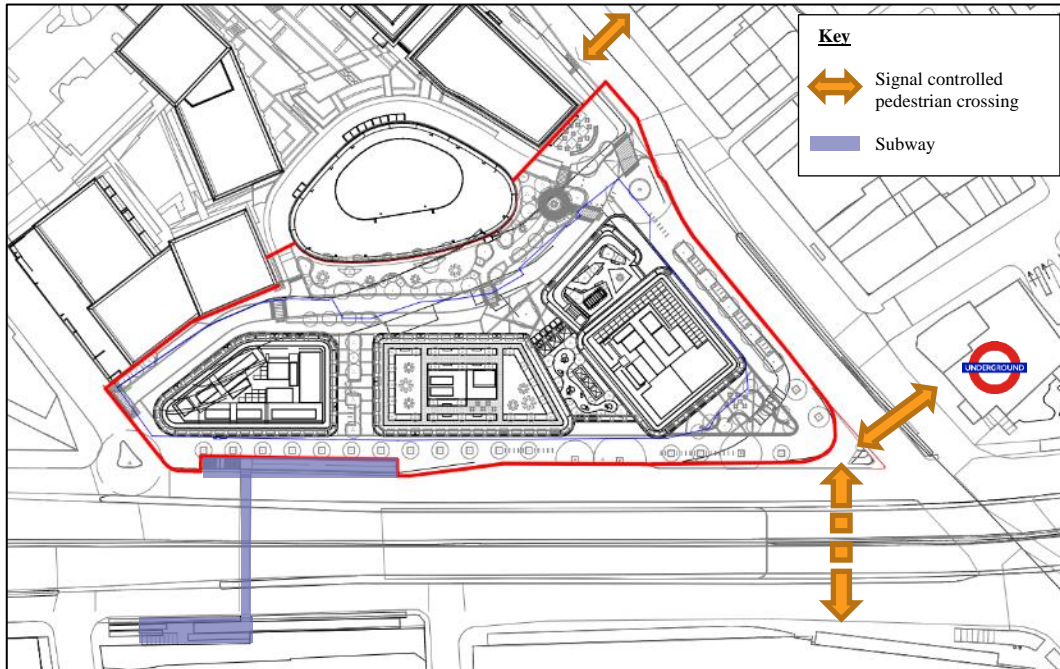 Key
Signal controlled
pedestrian crossing
Subway
UNDERGROUND